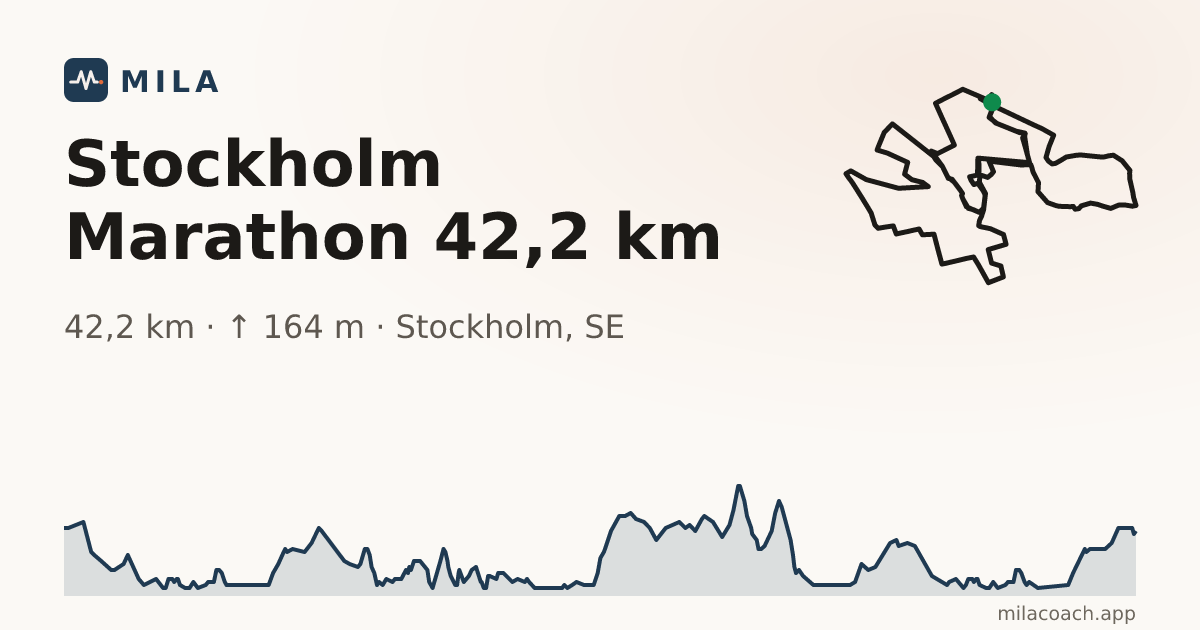 MILA
Stockholm
Marathon 42,2 km
42,2 km · ↑ 164 m · Stockholm, SE
milacoach.app